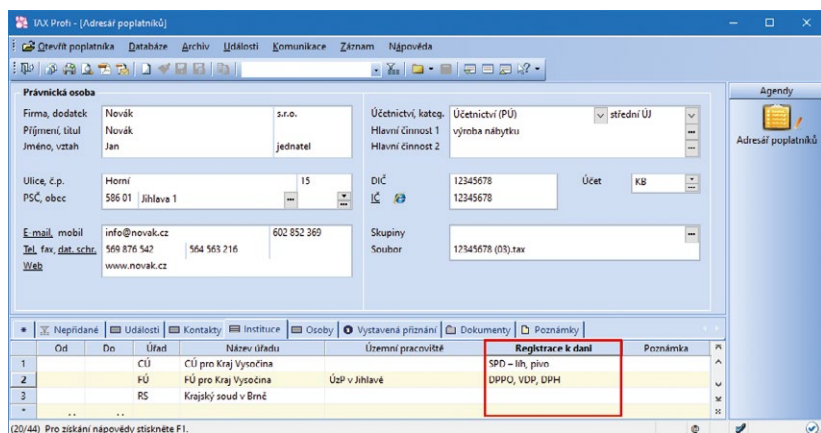 TAX Profi - [Adresář poplatníků]
Otevřít poplatníka Databáze Archiv Události Komunikace Záznam Nápověda
Agendy
Adresář poplatníků
Právnická osoba
Firma, dodatek Novák s.r.o. Účetnictví, kateg. Účetnictví (PÚ) střední ÚJ
Příjmení, titul Novák Hlavní činnost 1 výroba nábytku
Jméno, vztah Jan jednatel Hlavní činnost 2
Ulice, č.p. Horní 15 DIČ 12345678 Účet KB
PSČ, obec 586 01 Jihlava 1 IČ 12345678
E-mail, mobil info@novak.cz 602 852 369 Skupiny
Tel, fax, dat. schr. 569 876 542 564 563 216 Soubor 12345678 (03).tax
Web www.novak.cz
Nepřidané Události Kontakty Instituce Osoby Vystavená přiznání Dokumenty Poznámky
Od Do Úřad Název úřadu Územní pracoviště Registrace k dani Poznámka
1 CÚ CÚ pro Kraj Vysočina SPD – líh, pivo
2 FÚ FÚ pro Kraj Vysočina ÚzP v Jihlavě DPPO, VDP, DPH
3 RS Krajský soud v Brně
* . . . .
(20/44) Pro získání nápovědy stiskněte F1. @